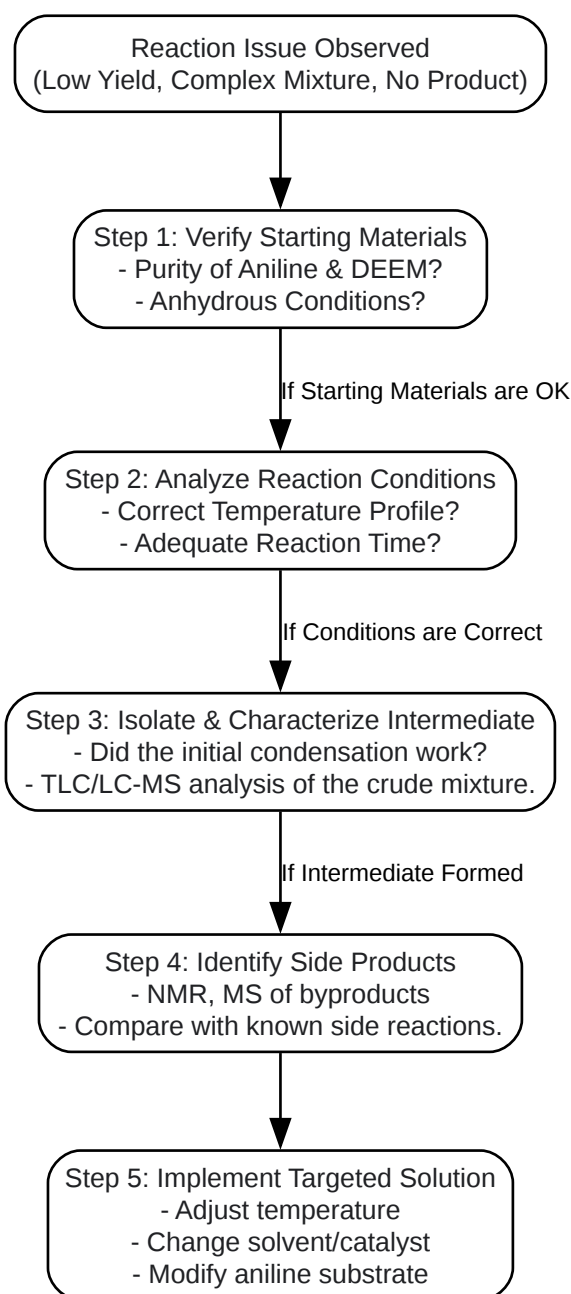 Reaction Issue Observed
(Low Yield, Complex Mixture, No Product)
Step 1: Verify Starting Materials
- Purity of Aniline & DEEM?
- Anhydrous Conditions?
If Starting Materials are OK
Step 2: Analyze Reaction Conditions
- Correct Temperature Profile?
- Adequate Reaction Time?
If Conditions are Correct
Step 3: Isolate & Characterize Intermediate
- Did the initial condensation work?
- TLC/LC-MS analysis of the crude mixture.
If Intermediate Formed
Step 4: Identify Side Products
- NMR, MS of byproducts
- Compare with known side reactions.
Step 5: Implement Targeted Solution
- Adjust temperature
- Change solvent/catalyst
- Modify aniline substrate